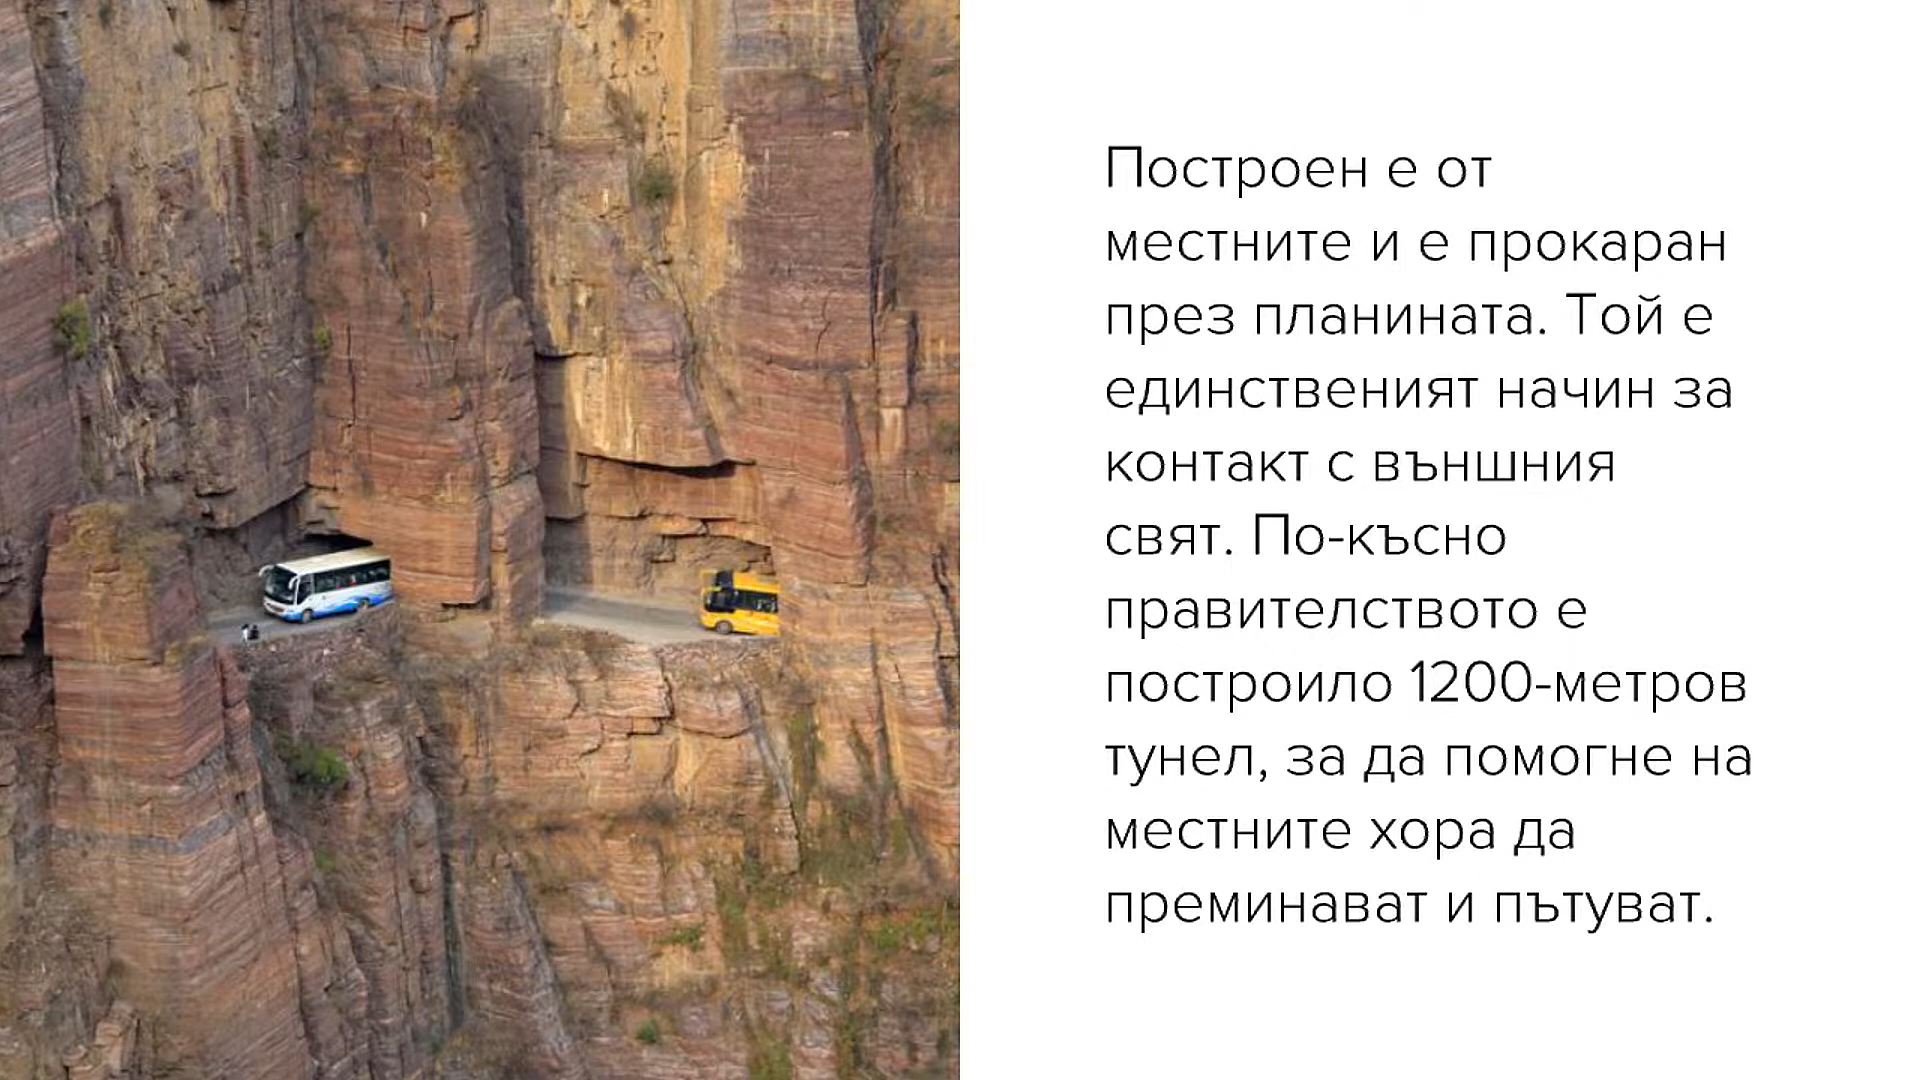 Построен е от
местните и е прокаран
през планината. Той е
единственият начин за
контакт с външния
свят. По-късно
правителството е
построило 1200-метров
тунел, за да помогне на
местните хора да
преминават и пътуват.